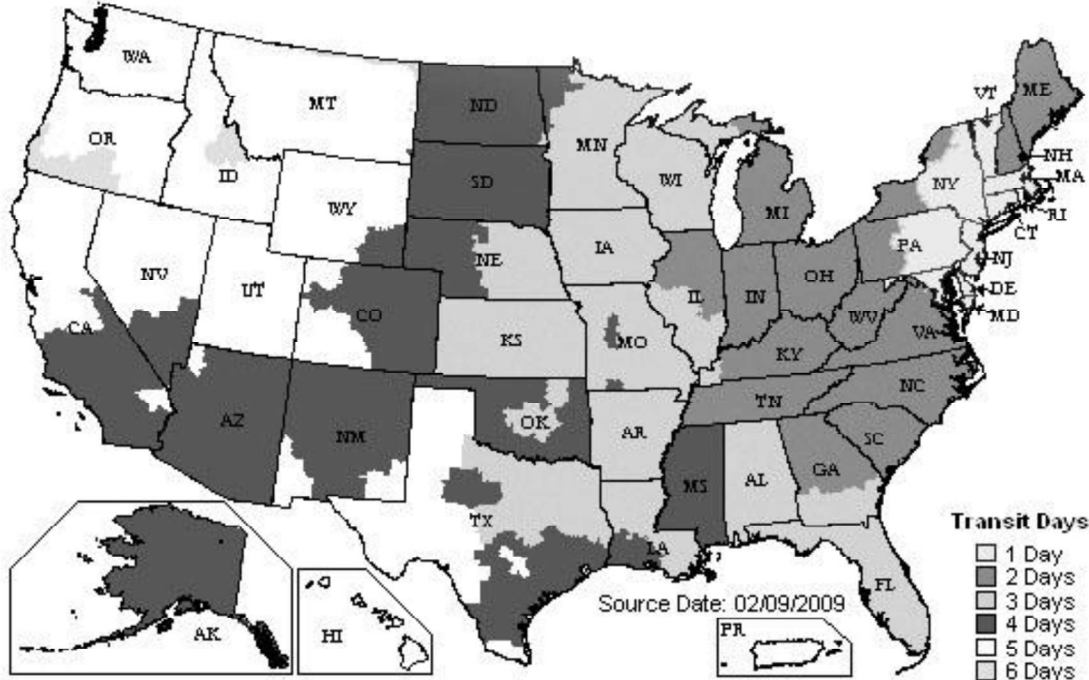 WA
MT
ND
VT
ME
OR
MN
NH
ID
SD
WI
NY
MA
WY
MI
RI
CT
IA
PA
NE
NJ
NV
UT
IL
IN
OH
DE
CA
CO
WV
MD
KS
MO
VA
KY
NC
TN
AZ
NM
OK
AR
SC
MS
AL
GA
TX
LA
FL
AK
HI
PR
Source Date: 02/09/2009
Transit Days
1 Day
2 Days
3 Days
4 Days
5 Days
6 Days